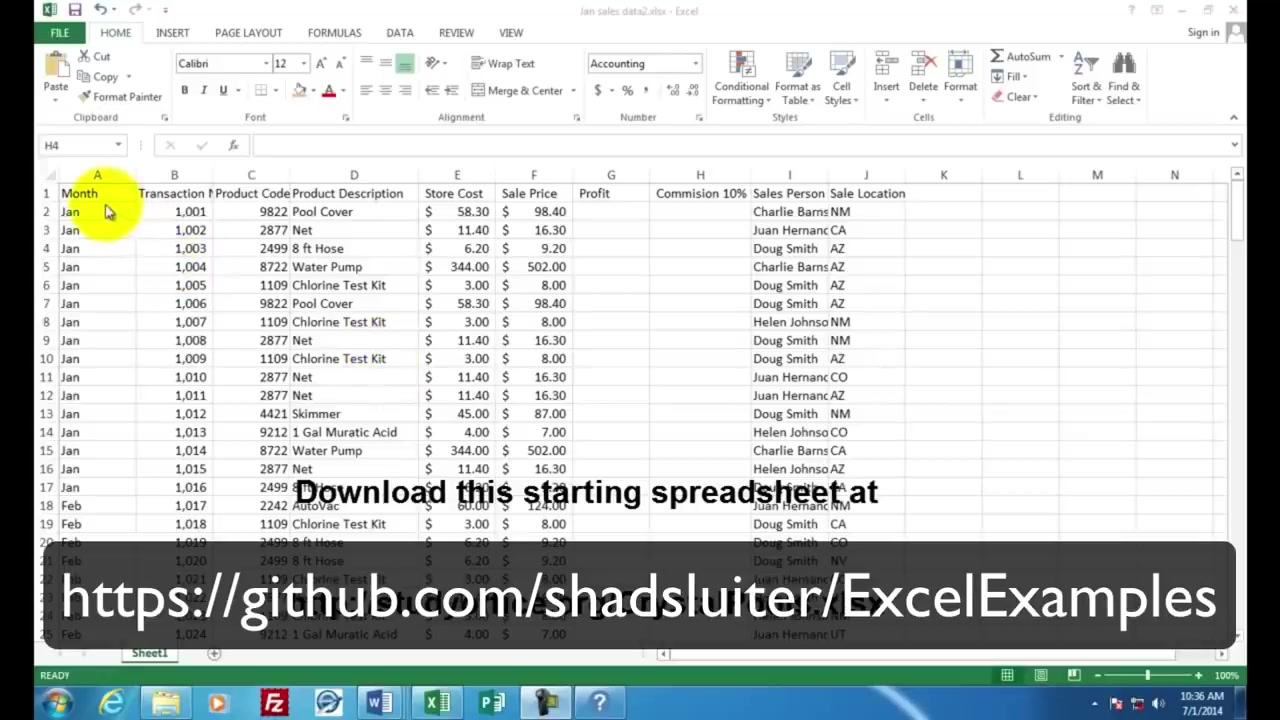 Jan sales data2.xlsx - Excel
FILE HOME INSERT PAGE LAYOUT FORMULAS DATA REVIEW VIEW Sign in
Cut
Copy
Format Painter
Paste
Clipboard
Calibri 12
B I U
Font
Wrap Text
Merge & Center
Alignment
Accounting
$ % ,
Number
Conditional Formatting
Format as Table
Cell Styles
Styles
Insert Delete Format
Cells
AutoSum
Fill
Clear
Sort & Filter
Find & Select
Editing
H4 fx
A B C D E F G H I J K L M N
1 Month Transaction N Product Code Product Description Store Cost Sale Price Profit Commision 10% Sales Person Sale Location
2 Jan 1,001 9822 Pool Cover $ 58.30 $ 98.40 Charlie Barns NM
3 Jan 1,002 2877 Net $ 11.40 $ 16.30 Juan Hernand CA
4 Jan 1,003 2499 8 ft Hose $ 6.20 $ 9.20 Doug Smith AZ
5 Jan 1,004 8722 Water Pump $ 344.00 $ 502.00 Charlie Barns AZ
6 Jan 1,005 1109 Chlorine Test Kit $ 3.00 $ 8.00 Doug Smith AZ
7 Jan 1,006 9822 Pool Cover $ 58.30 $ 98.40 Doug Smith AZ
8 Jan 1,007 1109 Chlorine Test Kit $ 3.00 $ 8.00 Helen Johnso NM
9 Jan 1,008 2877 Net $ 11.40 $ 16.30 Doug Smith NM
10 Jan 1,009 1109 Chlorine Test Kit $ 3.00 $ 8.00 Doug Smith AZ
11 Jan 1,010 2877 Net $ 11.40 $ 16.30 Juan Hernand CO
12 Jan 1,011 2877 Net $ 11.40 $ 16.30 Juan Hernand AZ
13 Jan 1,012 4421 Skimmer $ 45.00 $ 87.00 Doug Smith NM
14 Jan 1,013 9212 1 Gal Muratic Acid $ 4.00 $ 7.00 Helen Johnso CO
15 Jan 1,014 8722 Water Pump $ 344.00 $ 502.00 Charlie Barns CA
16 Jan 1,015 2877 Net $ 11.40 $ 16.30 Helen Johnso AZ
17 Jan 1,016 2499
Download this starting spreadsheet at
18 Feb 1,017 2242 AutoVac $ 60.00 $ 124.00 Juan Hernand NM
19 Feb 1,018 1109 Chlorine Test Kit $ 3.00 $ 8.00 Doug Smith CA
20 Feb 1,019 2499 8 ft Hose $ 6.20 $ 9.20 Doug Smith CO
21 Feb 1,020 2499 8 ft Hose $ 6.20 $ 9.20 Doug Smith NV
https://github.com/shadsluiter/ExcelExamples
25 Feb 1,024 1 Gal Muratic Acid $ 4.00 $ 7.00 Juan Hernand UT
Sheet1
READY 100%
10:36 AM
7/1/2014